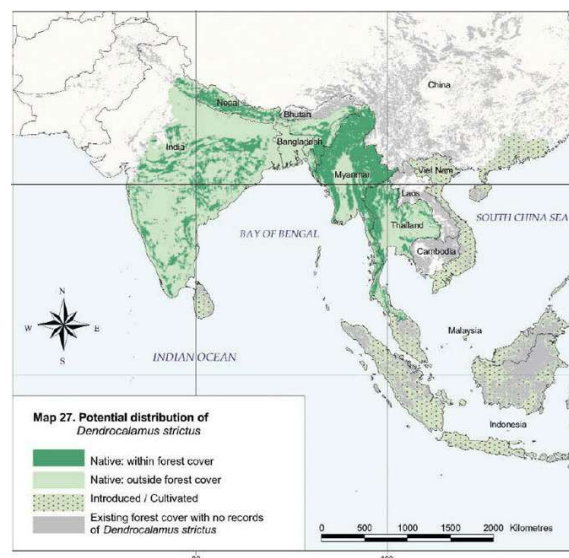 China
Nepal
Bhutan
India
Bangladesh
Myanmar
Viet Nam
Laos
BAY OF BENGAL
Thailand
SOUTH CHINA SEA
Cambodia
N
W
E
S
INDIAN OCEAN
Malaysia
Indonesia
Map 27. Potential distribution of
Dendrocalamus strictus
Native: within forest cover
Native: outside forest cover
Introduced / Cultivated
Existing forest cover with no records
of Dendrocalamus strictus
0 500 1000 1500 2000 Kilometres